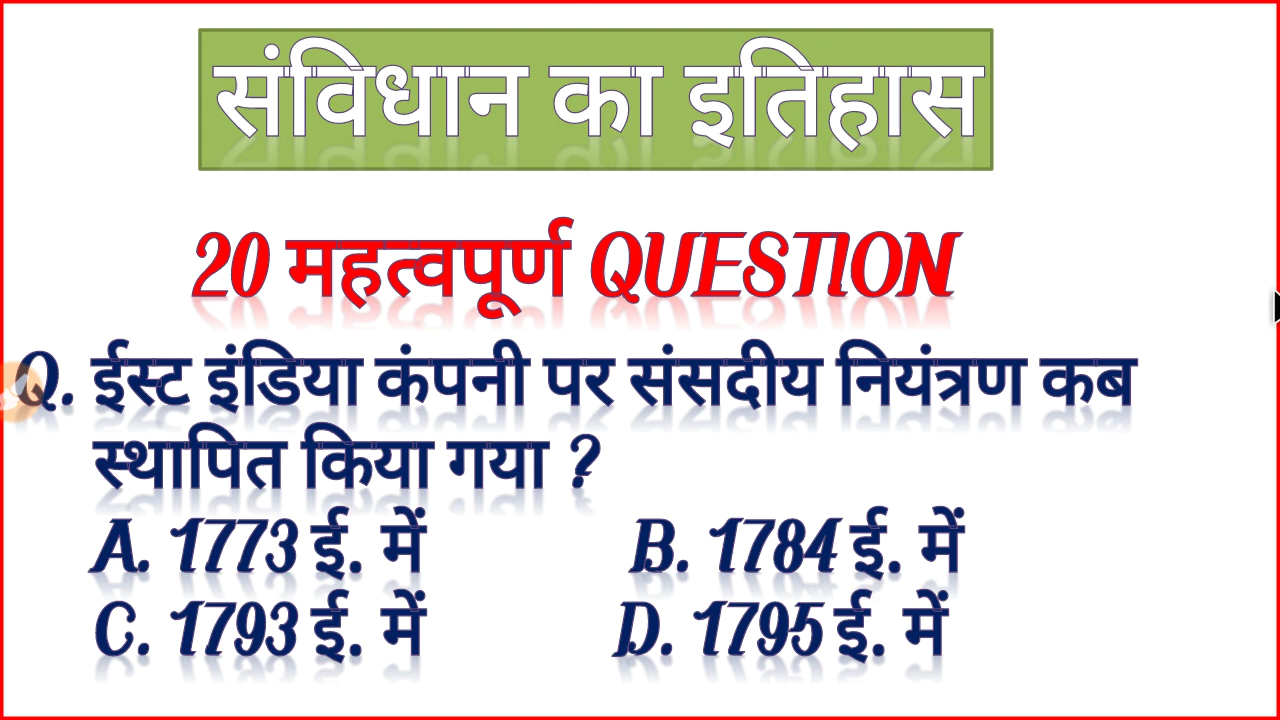 संविधान का इतिहास
20 महत्वपूर्ण QUESTION
Q. ईस्ट इंडिया कंपनी पर संसदीय नियंत्रण कब
स्थापित किया गया ?
A. 1773 ई. में B. 1784 ई. में
C. 1793 ई. में D. 1795 ई. में